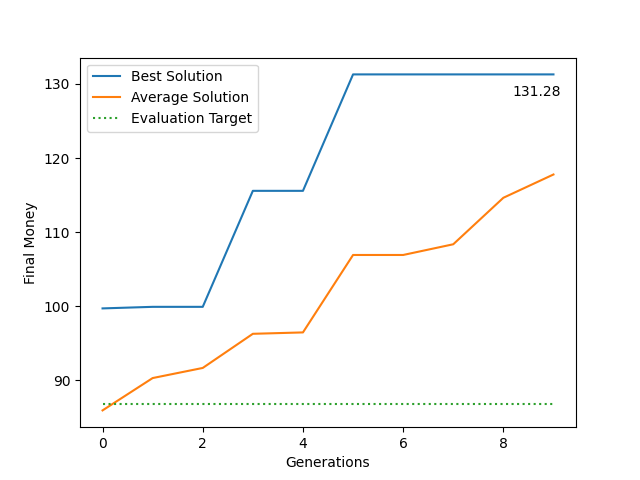 Best Solution
Average Solution
Evaluation Target
131.28
Final Money
130
120
110
100
90
0 2 4 6 8
Generations